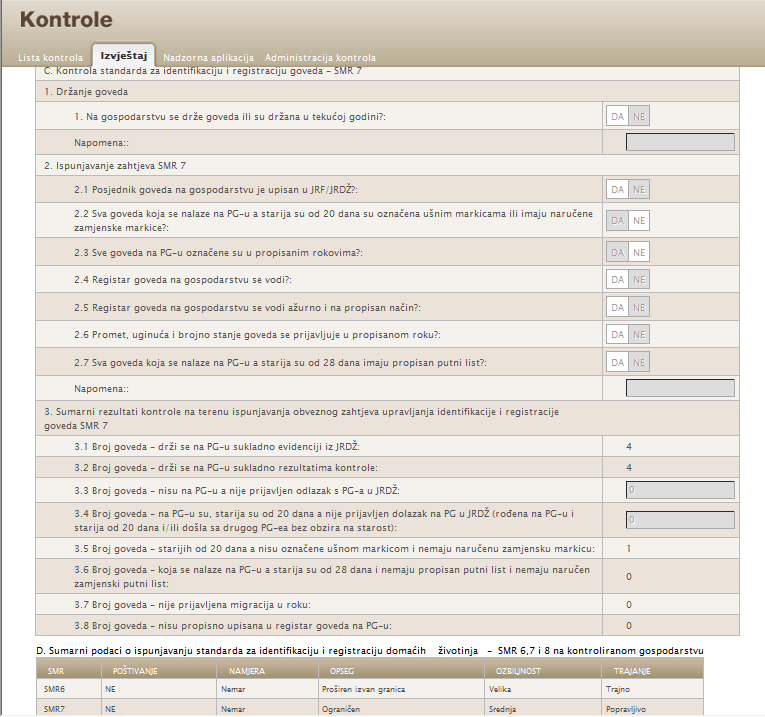 Kontrole
Lista kontrola Izvještaj Nadzorna aplikacija Administracija kontrola
C. Kontrola standarda za identifikaciju i registraciju goveda - SMR 7
1. Držanje goveda
1. Na gospodarstvu se drže goveda ili su držana u tekućoj godini?: DA NE
Napomena::
2. Ispunjavanje zahtjeva SMR 7
2.1 Posjednik goveda na gospodarstvu je upisan u JRF/JRDŽ?: DA NE
2.2 Sva goveda koja se nalaze na PG-u a starija su od 20 dana su označena ušnim markicama ili imaju naručene
zamjenske markice?: DA NE
2.3 Sve goveda na PG-u označene su u propisanim rokovima?: DA NE
2.4 Registar goveda na gospodarstvu se vodi?: DA NE
2.5 Registar goveda na gospodarstvu se vodi ažurno i na propisan način?: DA NE
2.6 Promet, uginuća i brojno stanje goveda se prijavljuje u propisanom roku?: DA NE
2.7 Sva goveda koja se nalaze na PG-u a starija su od 28 dana imaju propisan putni list?: DA NE
Napomena::
3. Sumarni rezultati kontrole na terenu ispunjavanja obveznog zahtjeva upravljanja identifikacije i registracije
goveda SMR 7
3.1 Broj goveda - drži se na PG-u sukladno evidenciji iz JRDŽ: 4
3.2 Broj goveda - drži se na PG-u sukladno rezultatima kontrole: 4
3.3 Broj goveda - nisu na PG-u a nije prijavljen odlazak s PG-a u JRDŽ: 0
3.4 Broj goveda - na PG-u su, starija su od 20 dana a nije prijavljen dolazak na PG u JRDŽ (rođena na PG-u i
starija od 20 dana i/ili došla sa drugog PG-ea bez obzira na starost): 0
3.5 Broj goveda - starijih od 20 dana a nisu označene ušnom markicom i nemaju naručenu zamjensku markicu: 1
3.6 Broj goveda - koja se nalaze na PG-u a starija su od 28 dana i nemaju propisan putni list i nemaju naručen
zamjenski putni list: 0
3.7 Broj goveda - nije prijavljena migracija u roku: 0
3.8 Broj goveda - nisu propisno upisana u registar goveda na PG-u: 0
D. Sumarni podaci o ispunjavanju standarda za identifikaciju i registraciju domaćih životinja - SMR 6,7 i 8 na kontroliranom gospodarstvu
SMR POŠTIVANJE NAMJERA OPSEG OZBILJNOST TRAJANJE
SMR6 NE Nemar Proširen izvan granica Velika Trajno
SMR7 NE Nemar Ograničen Srednja Popravljivo